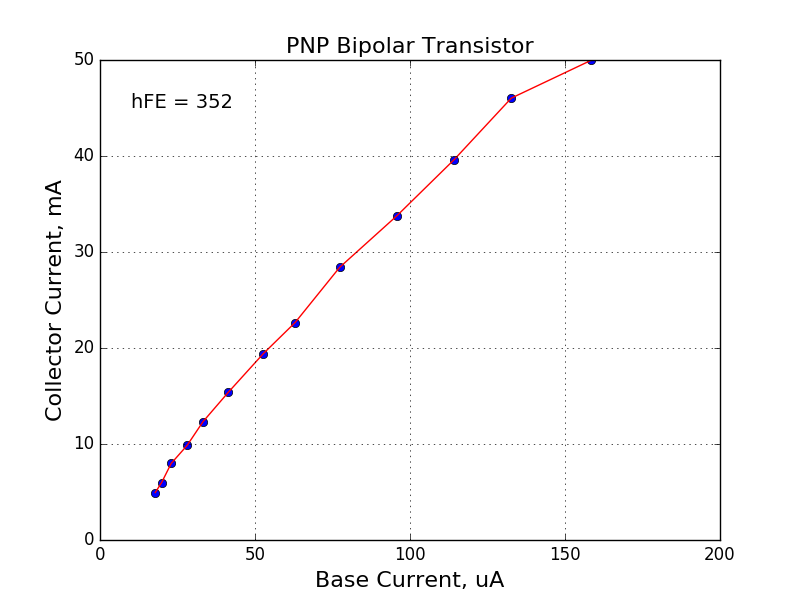 PNP Bipolar Transistor
hFE = 352
50
40
30
20
10
0
Collector Current, mA
0 50 100 150 200
Base Current, uA